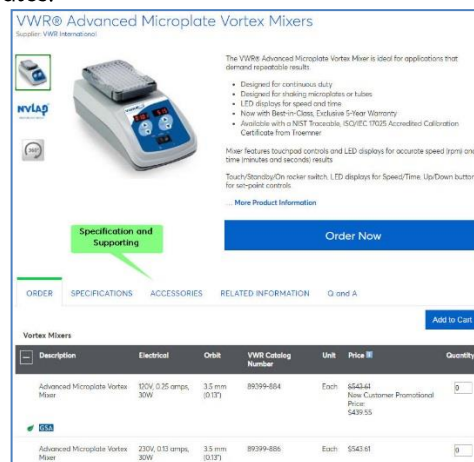 VWR® Advanced Microplate Vortex Mixers
Supplier: VWR International
The VWR® Advanced Microplate Vortex Mixer is ideal for applications that
demand repeatable results
• Designed for continuous duty
• Designed for shaking microplates or tubes
• LED displays for speed and time
• Now with Best-in-Class, Exclusive 5-Year Warranty
• Available with a NIST Traceable, ISO/IEC 17025 Accredited Calibration
Certificate from Troemner
NVLAP
360°
Mixer features touchpad controls and LED displays for accurate speed (rpm) and
time (minutes and seconds) results
Touch/Standby/On rocker switch, LED displays for Speed/Time. Up/Down button
for set-point controls
... More Product Information
Specification and
Supporting
Order Now
ORDER SPECIFICATIONS ACCESSORIES RELATED INFORMATION Q and A
Add to Cart
Vortex Mixers
Description Electrical Orbit VWR Catalog Number Unit Price Quantity
Advanced Microplate Vortex Mixer 120V, 0.25 amps, 30W 3.5 mm (0.13") 89399-884 Each $543.61 0
New Customer Promotional
Price:
$439.55
GSA
Advanced Microplate Vortex Mixer 230V, 0.13 amps, 30W 3.5 mm (0.13") 89399-886 Each $543.61 0